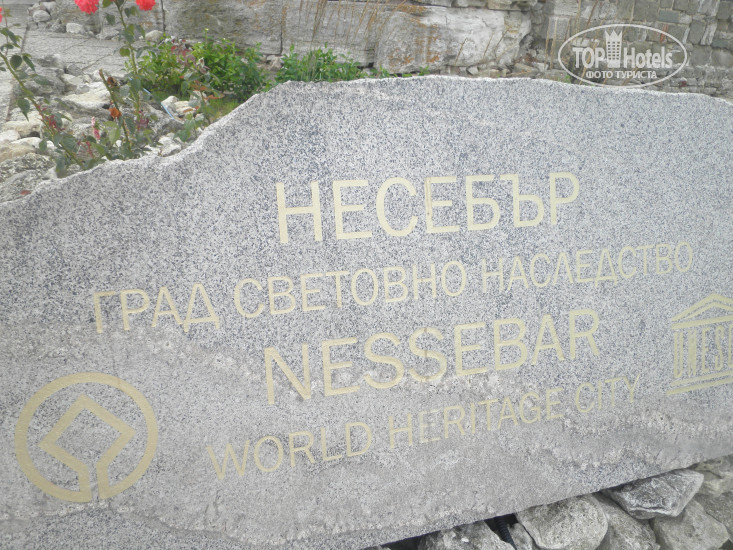 TOP Hotels
ФОТО ТУРИСТА
НЕСЕБЪР
ГРАД СВЕТОВНО НАСЛЕДСТВО
NESSEBAR
WORLD HERITAGE CITY